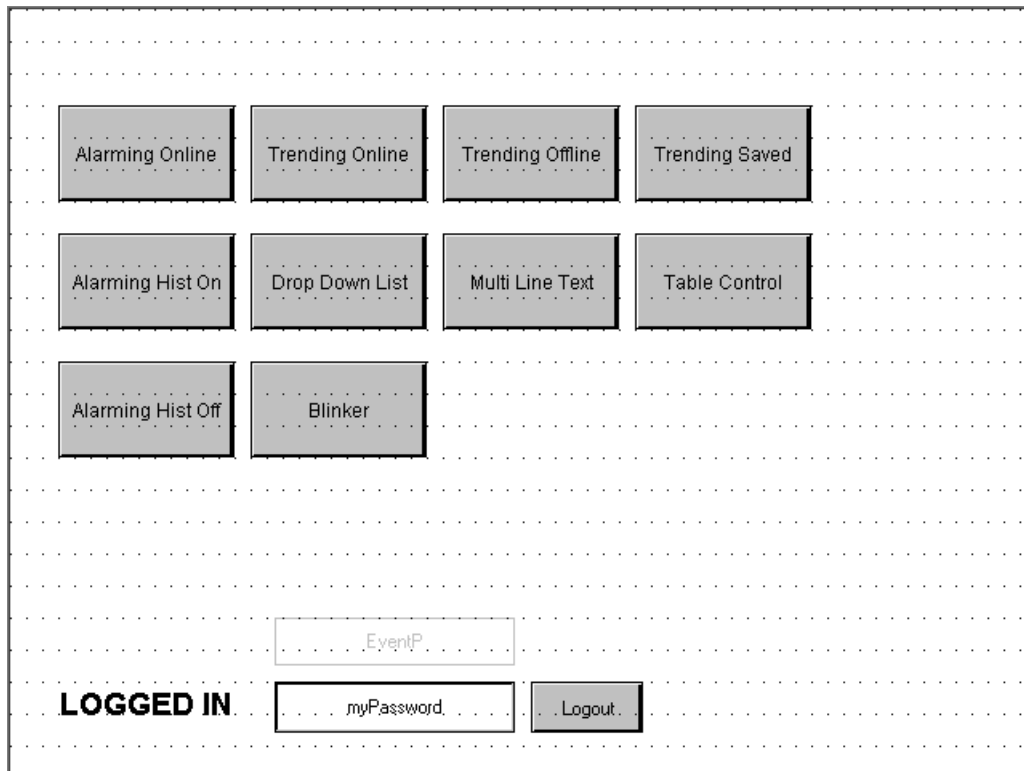 Alarming Online Trending Online Trending Offline Trending Saved
Alarming Hist On Drop Down List Multi Line Text Table Control
Alarming Hist Off Blinker
EventP
LOGGED IN myPassword Logout